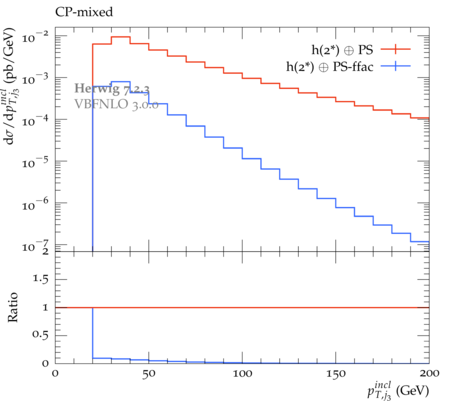 CP-mixed
10⁻²
10⁻³
10⁻⁴
10⁻⁵
10⁻⁶
10⁻⁷
dσ/dp_{T,j₃}^{incl} (pb/GeV)
h(2*) ⊕ PS
h(2*) ⊕ PS-ffac
Herwig 7.2.3
VBFNLO 3.0.0
2
1.5
1
0.5
0
Ratio
0 50 100 150 200
p_{T,j₃}^{incl} (GeV)